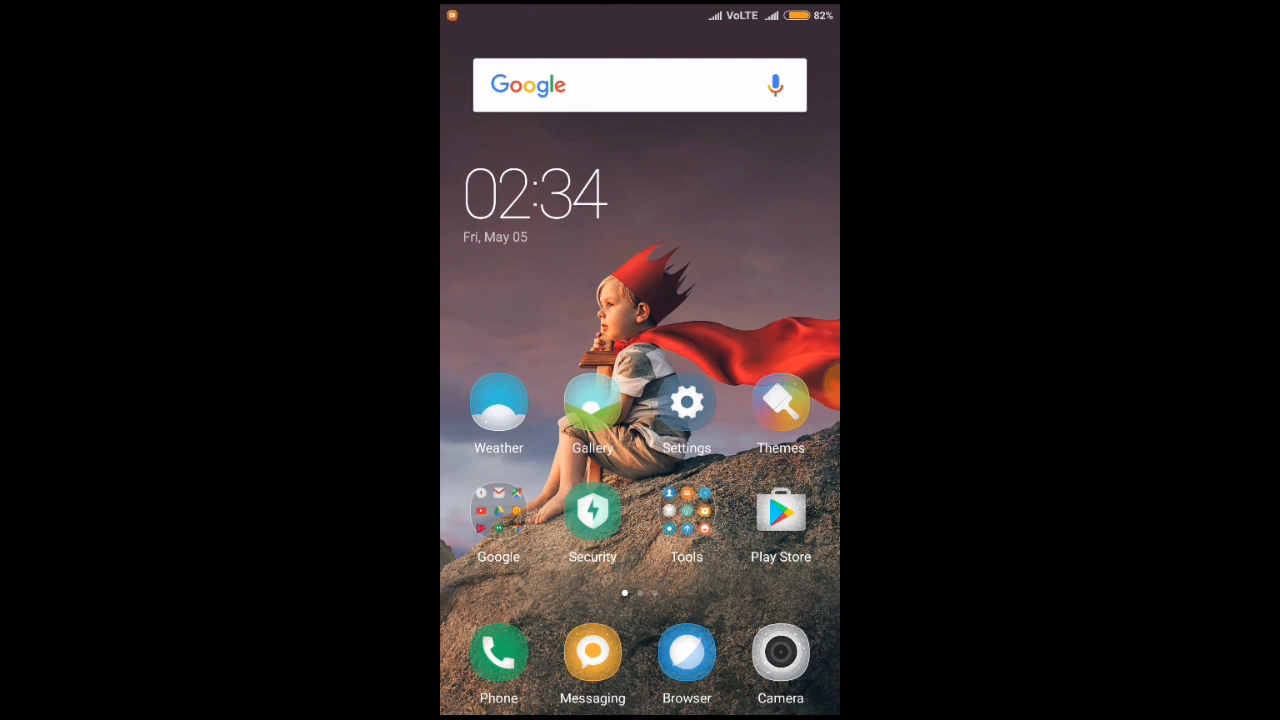 VoLTE 82%
Google
02:34
Fri, May 05
Weather Gallery Settings Themes
Google Security Tools Play Store
Phone Messaging Browser Camera